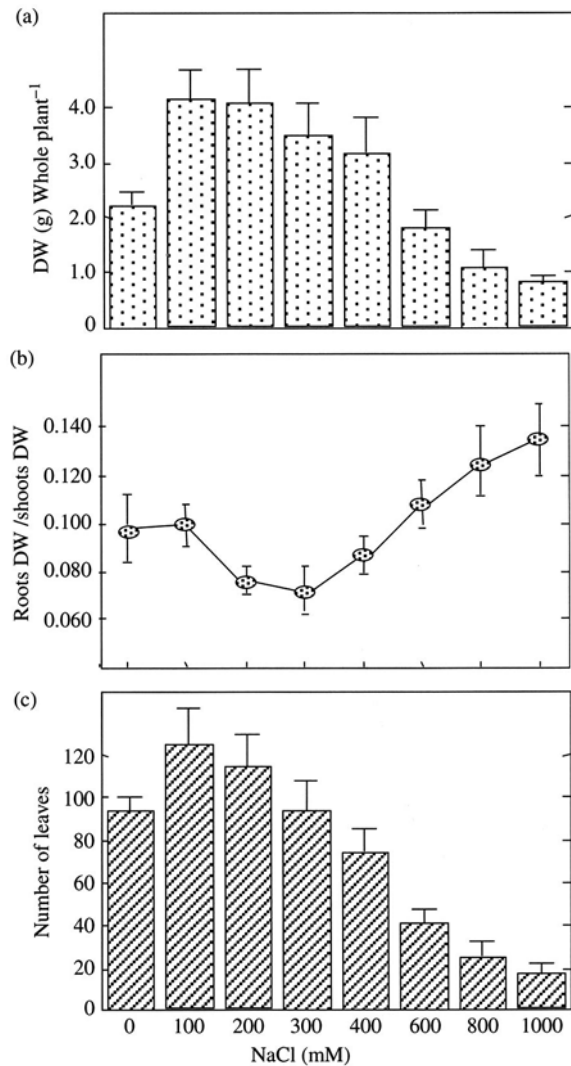 (a)
DW (g) Whole plant⁻¹
4.0
3.0
2.0
1.0
0
(b)
Roots DW /shoots DW
0.140
0.120
0.100
0.080
0.060
(c)
Number of leaves
120
100
80
60
40
20
0
0 100 200 300 400 600 800 1000
NaCl (mM)